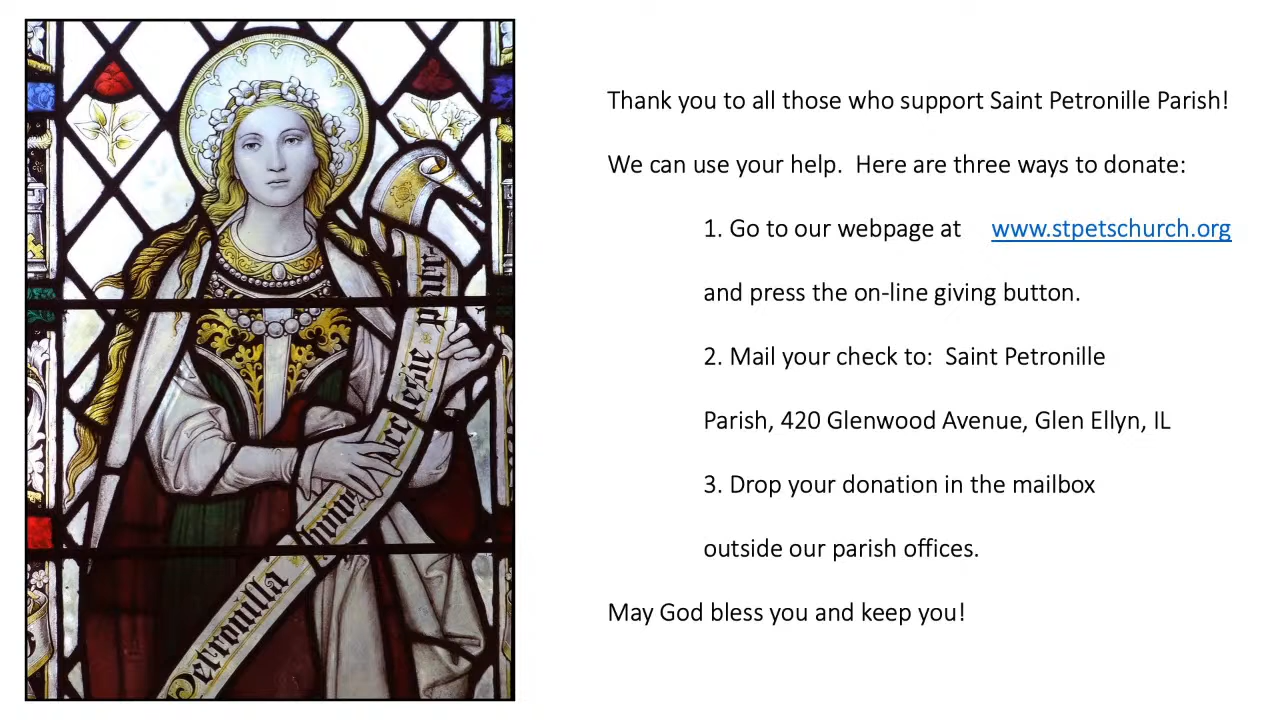 Thank you to all those who support Saint Petronille Parish!
We can use your help.  Here are three ways to donate:
1. Go to our webpage at    www.stpetschurch.org
and press the on-line giving button.
2. Mail your check to:  Saint Petronille
Parish, 420 Glenwood Avenue, Glen Ellyn, IL
3. Drop your donation in the mailbox
outside our parish offices.
May God bless you and keep you!
Petronilla